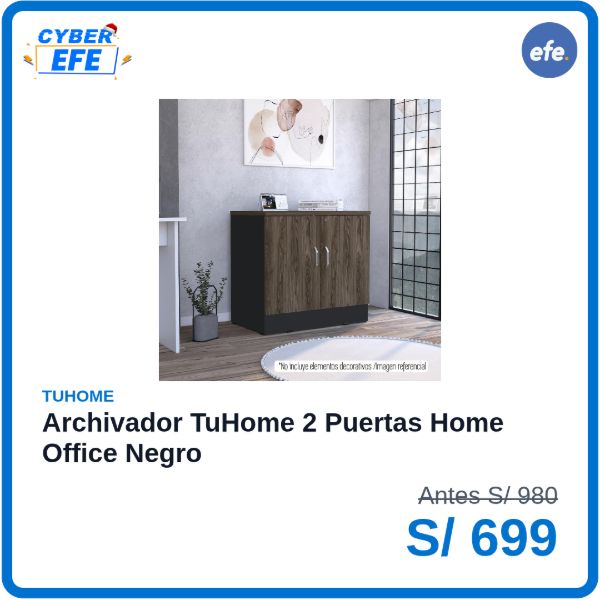 CYBER
EFE
efe.
*No incluye elementos decorativos /Imagen referencial
TUHOME
Archivador TuHome 2 Puertas Home
Office Negro
Antes S/ 980
S/ 699